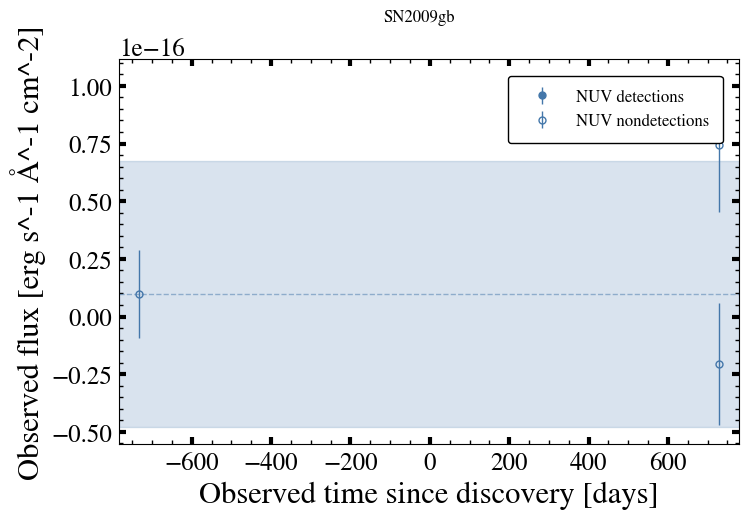 SN2009gb
1e−16
1.00
0.75
0.50
0.25
0.00
−0.25
−0.50
Observed flux [erg s^-1 Å^-1 cm^-2]
NUV detections
NUV nondetections
−600 −400 −200 0 200 400 600
Observed time since discovery [days]